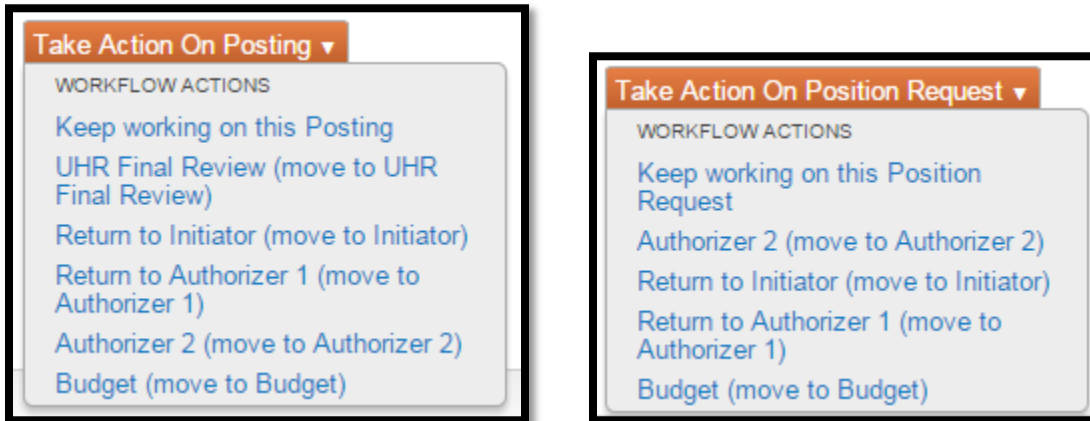 Take Action On Posting ▾
WORKFLOW ACTIONS
Keep working on this Posting
UHR Final Review (move to UHR
Final Review)
Return to Initiator (move to Initiator)
Return to Authorizer 1 (move to
Authorizer 1)
Authorizer 2 (move to Authorizer 2)
Budget (move to Budget)
Take Action On Position Request ▾
WORKFLOW ACTIONS
Keep working on this Position
Request
Authorizer 2 (move to Authorizer 2)
Return to Initiator (move to Initiator)
Return to Authorizer 1 (move to
Authorizer 1)
Budget (move to Budget)